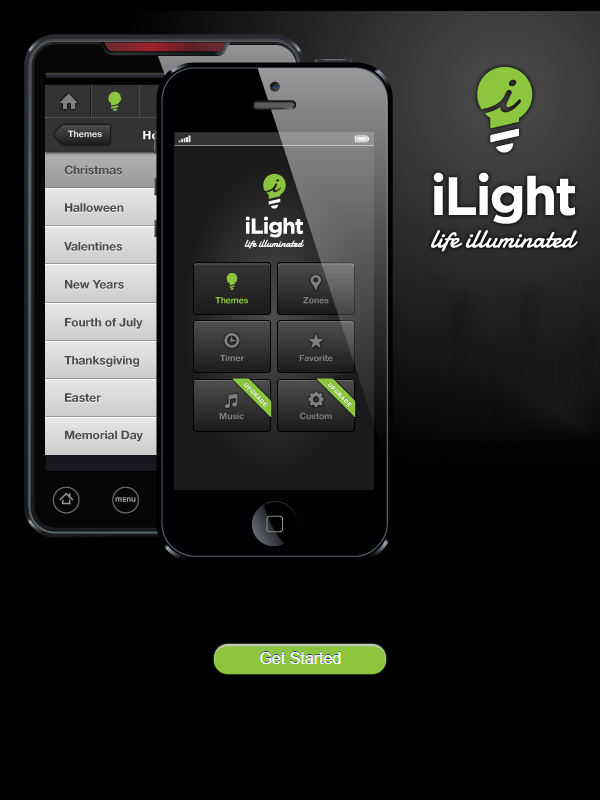 Themes
Christmas
Halloween
Valentines
New Years
Fourth of July
Thanksgiving
Easter
Memorial Day
menu
iLight
life illuminated
Themes
Zones
Timer
Favorite
UPGRADE
UPGRADE
Music
Custom
iLight
life illuminated
Get Started